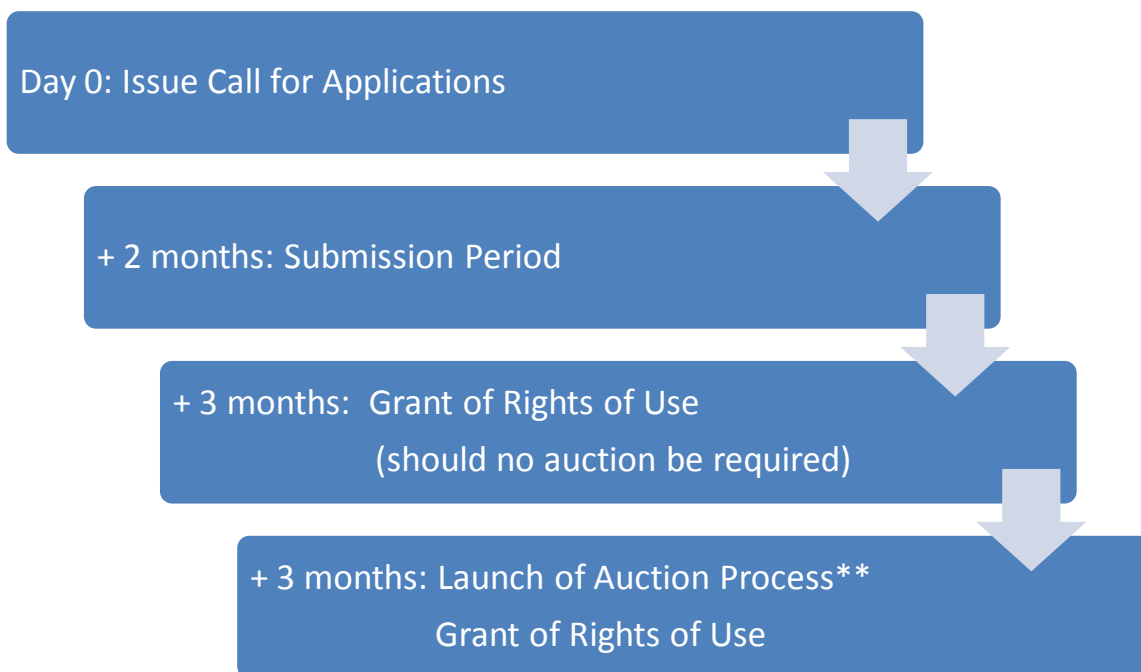 Day 0: Issue Call for Applications
+ 2 months: Submission Period
+ 3 months: Grant of Rights of Use
(should no auction be required)
+ 3 months: Launch of Auction Process**
Grant of Rights of Use